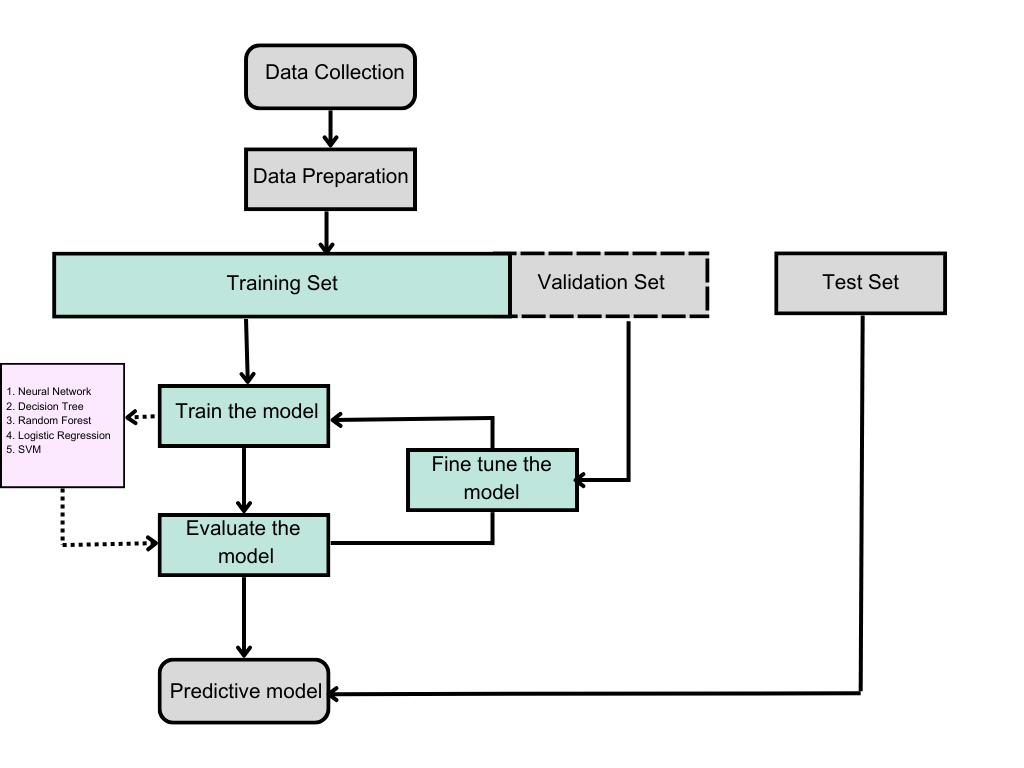 Data Collection
Data Preparation
Training Set
Validation Set
Test Set
1. Neural Network
2. Decision Tree
3. Random Forest
4. Logistic Regression
5. SVM
Train the model
Fine tune the
model
Evaluate the
model
Predictive model